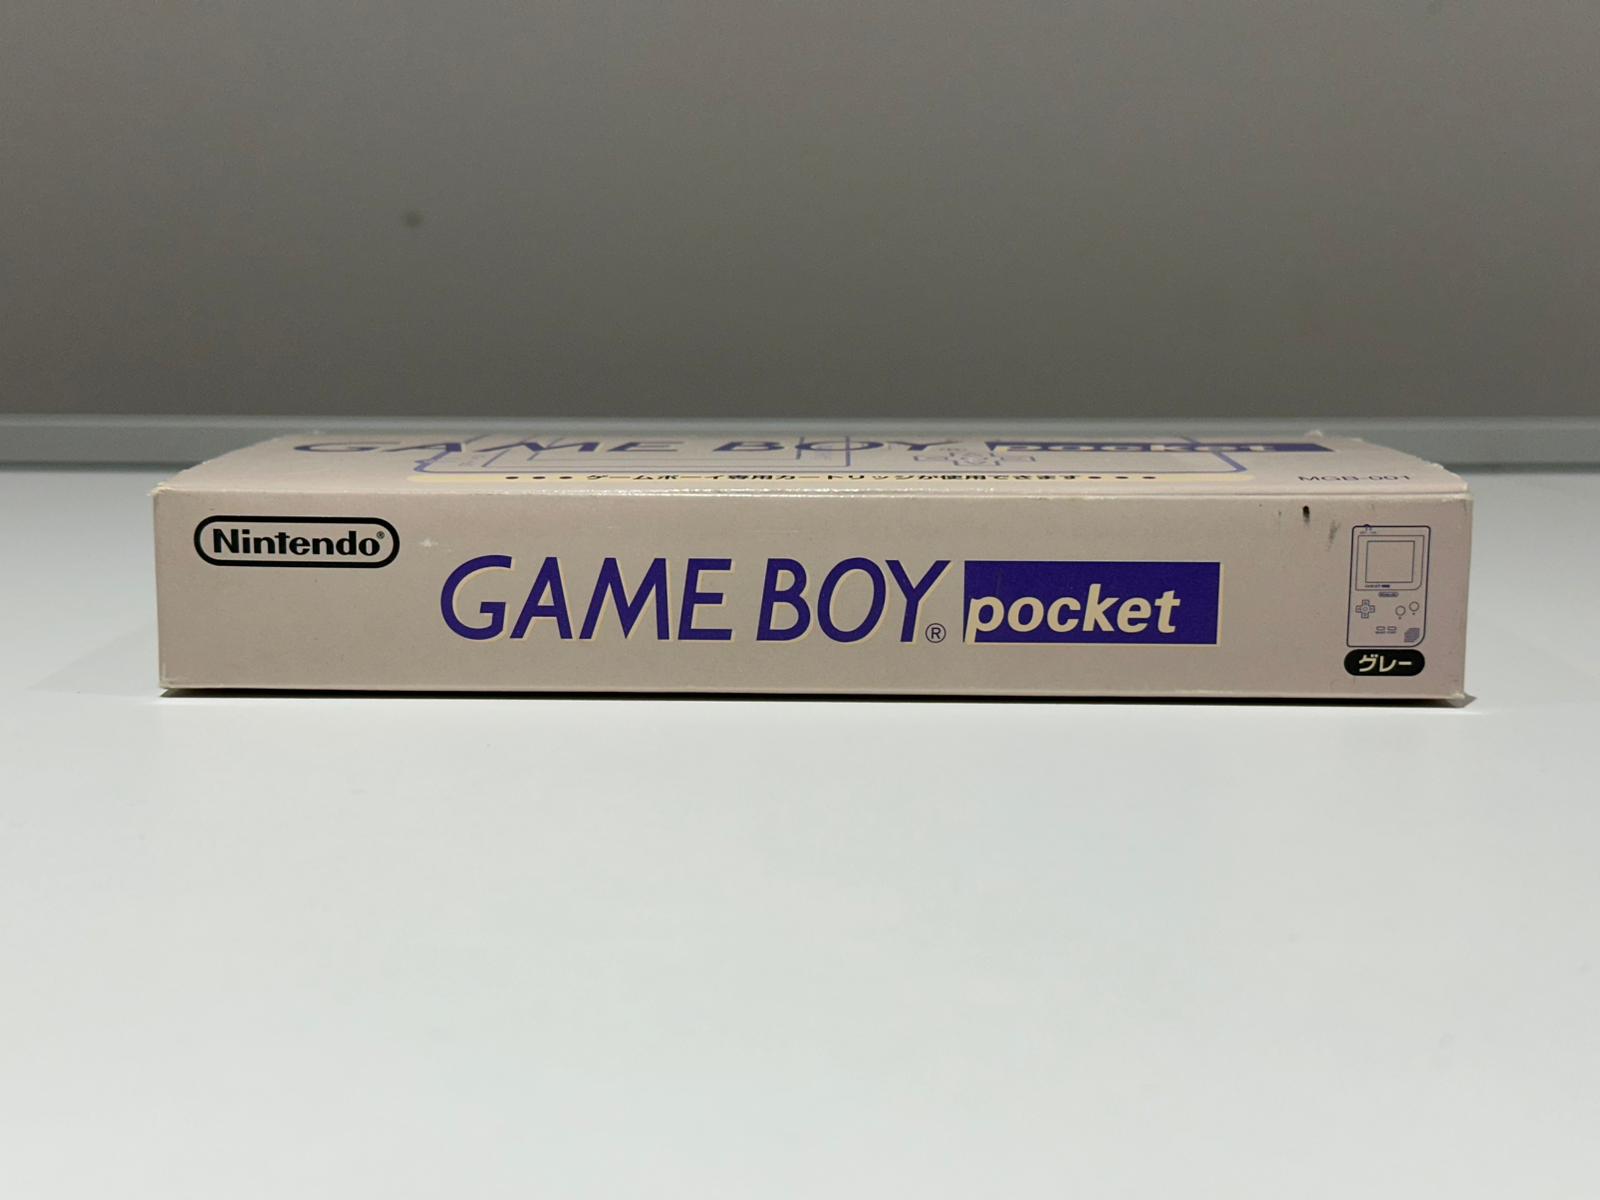 GAME BOY pocket
•••ゲームボーイ専用カートリッジが使用できます•••
MGB-001
Nintendo®
GAME BOY® pocket
グレー